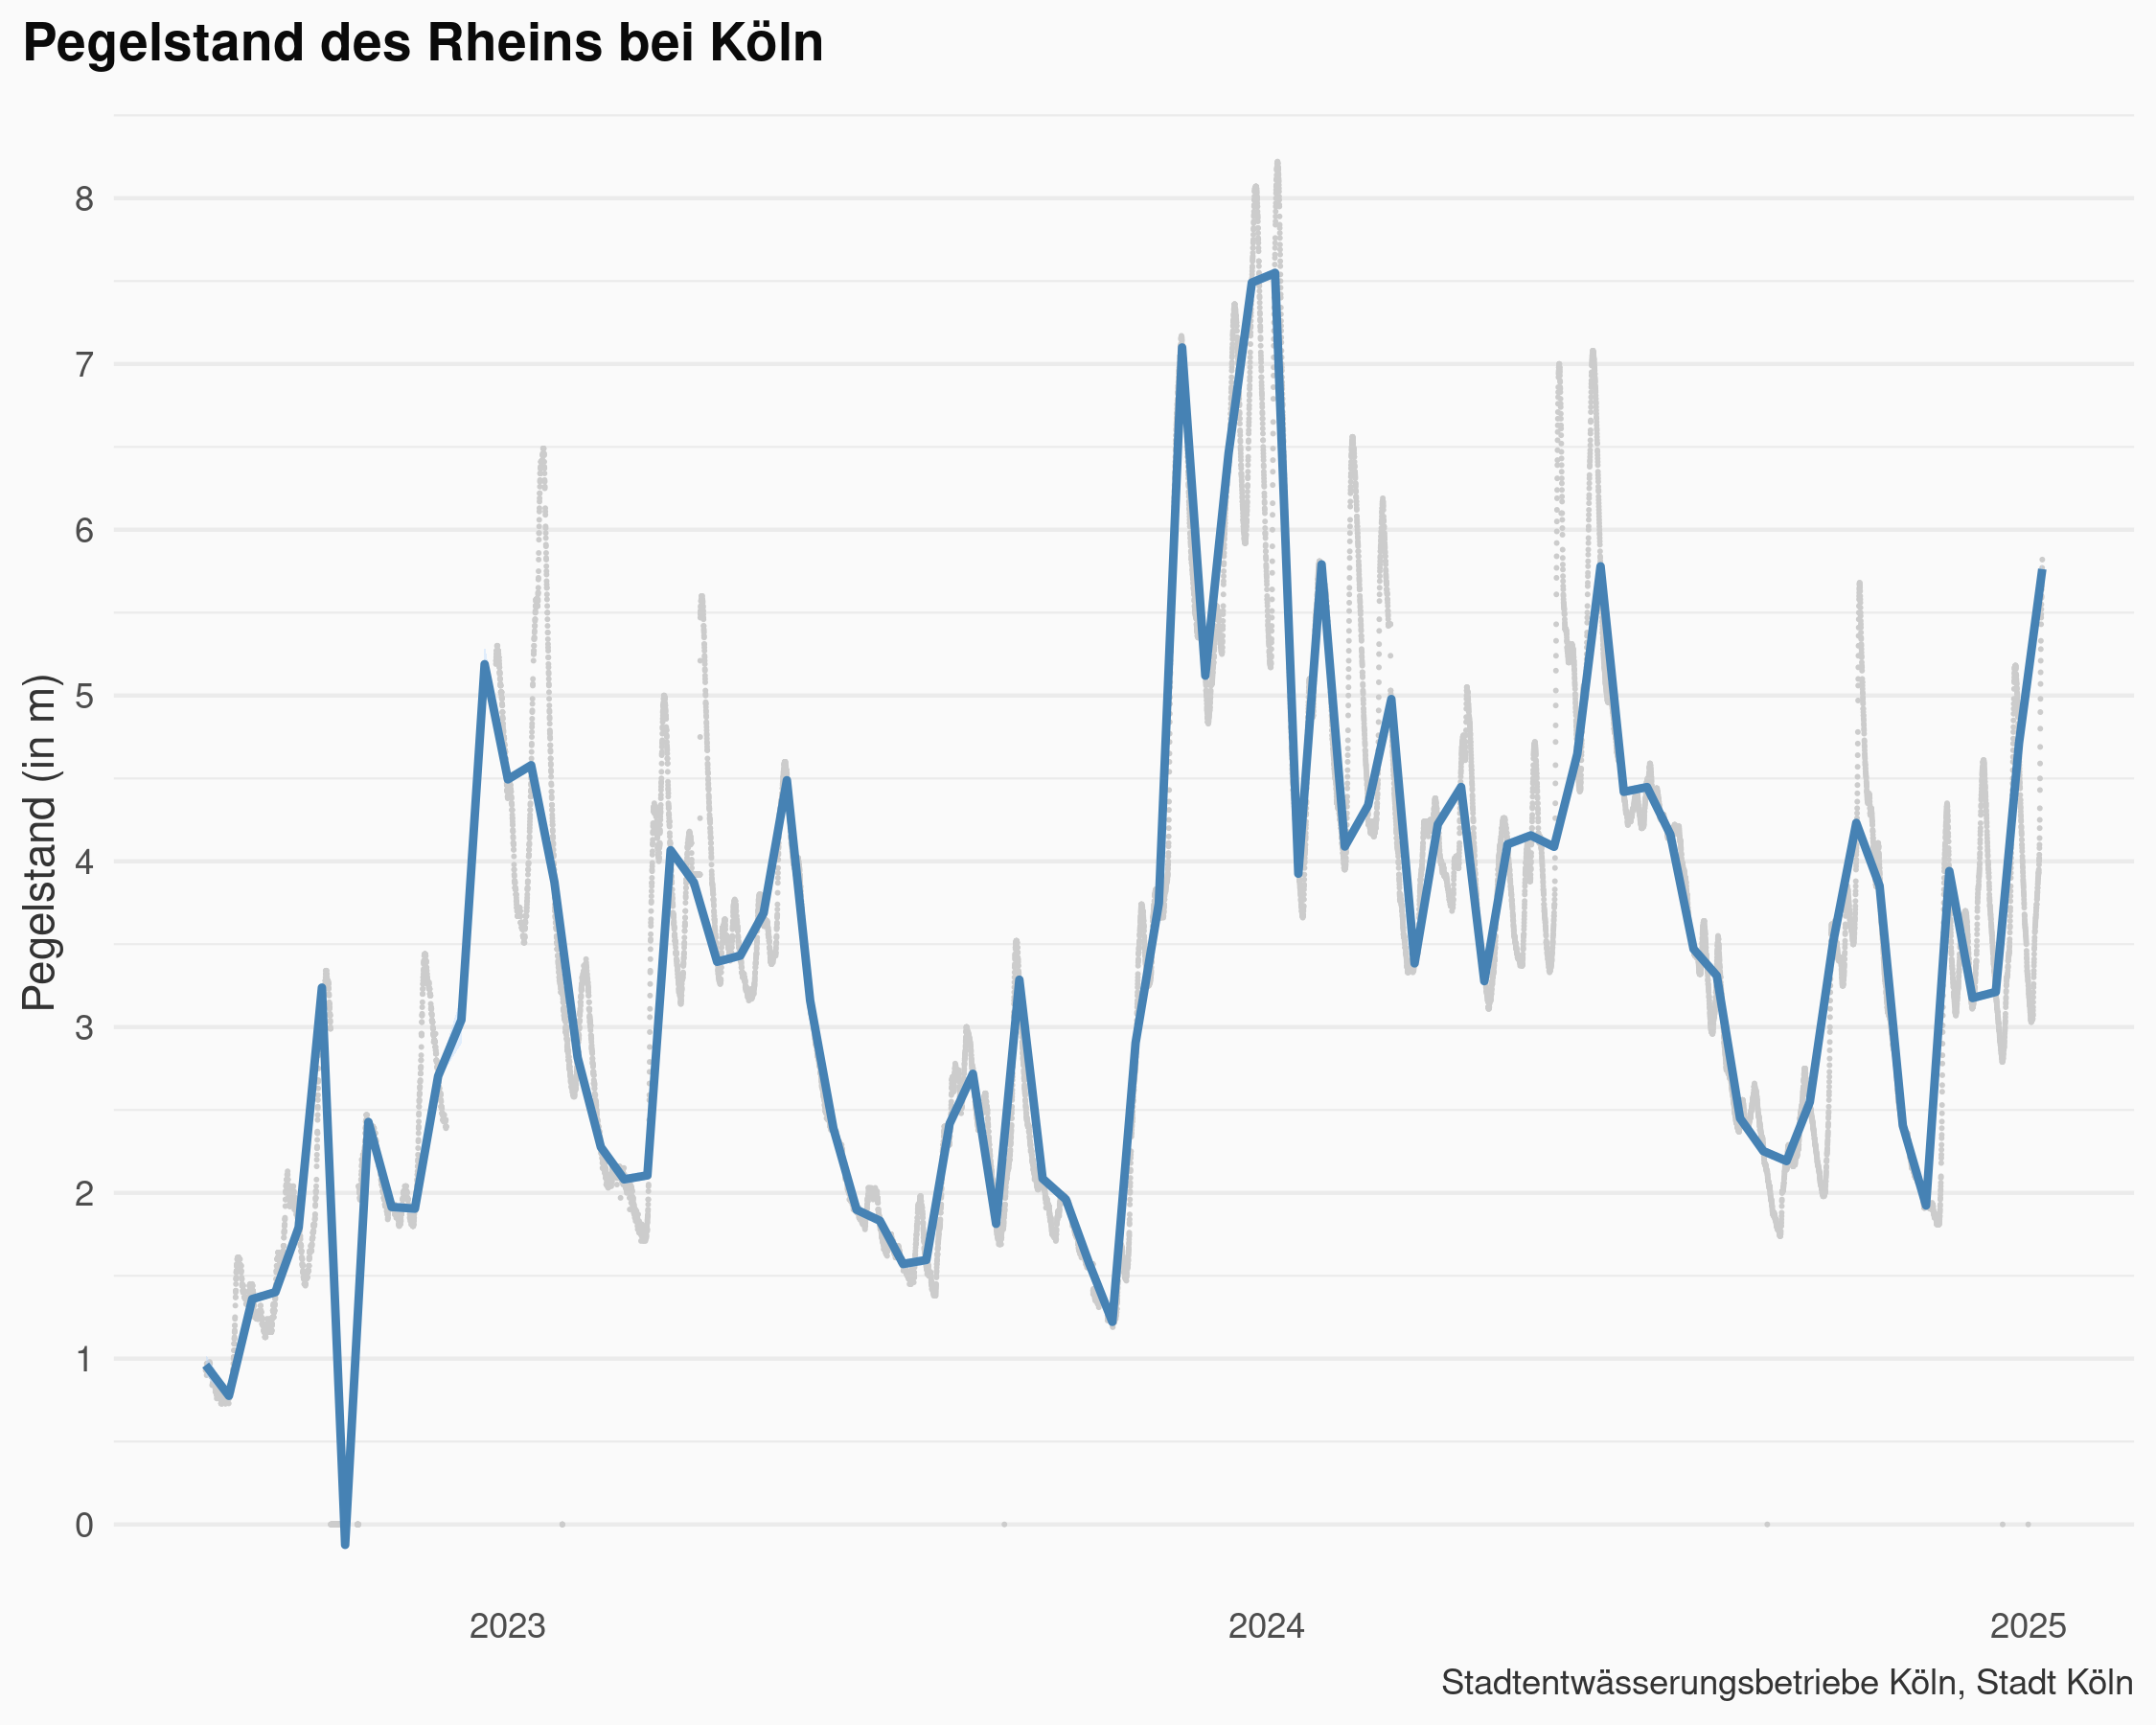 Pegelstand des Rheins bei Köln
Pegelstand (in m)
8
7
6
5
4
3
2
1
0
2023 2024 2025
Stadtentwässerungsbetriebe Köln, Stadt Köln